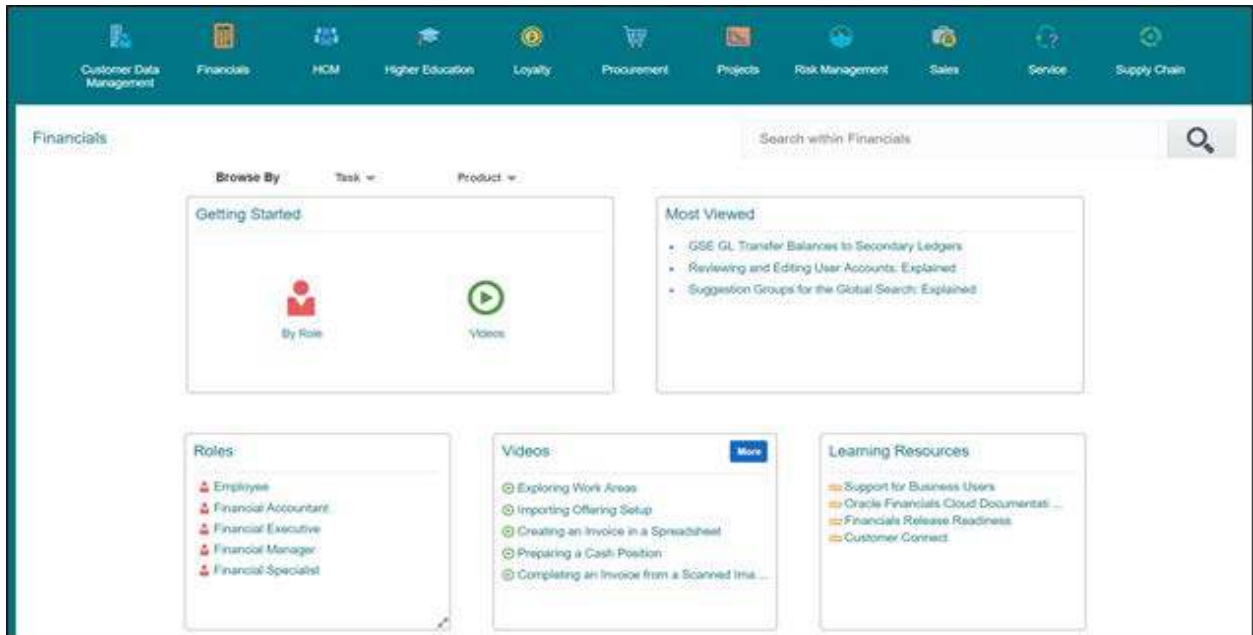 Customer Data Management
Financials
HCM
Higher Education
Loyalty
Procurement
Projects
Risk Management
Sales
Service
Supply Chain
Financials
Search within Financials
Browse By Task Product
Getting Started
By Role
Videos
Most Viewed
GSE GL Transfer Balances to Secondary Ledgers
Reviewing and Editing User Accounts: Explained
Suggestion Groups for the Global Search: Explained
Roles
Employee
Financial Accountant
Financial Executive
Financial Manager
Financial Specialist
Videos
More
Exploring Work Areas
Importing Offering Setup
Creating an Invoice in a Spreadsheet
Preparing a Cash Position
Completing an Invoice from a Scanned Ima ...
Learning Resources
Support for Business Users
Oracle Financials Cloud Documentati ...
Financials Release Readiness
Customer Connect